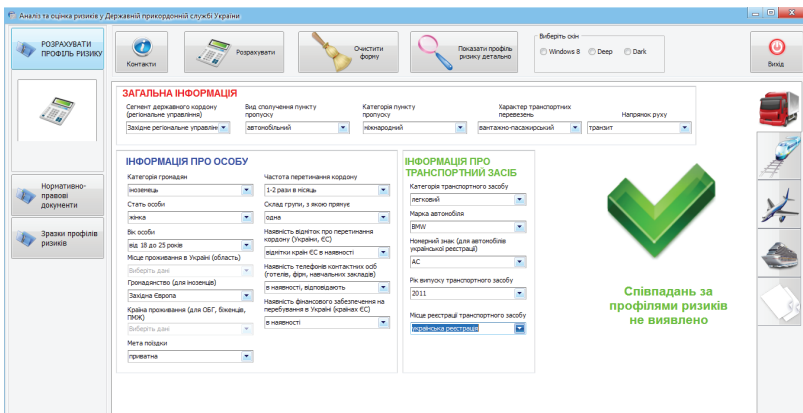 Аналіз та оцінка ризиків у Державній прикордонній службі України
РОЗРАХУВАТИ
ПРОФІЛЬ РИЗИКУ
Нормативно-
правові
документи
Зразки профілів
ризиків
Контакти
Розрахувати
Очистити
форму
Показати профіль
ризику детально
Виберіть скін
Windows 8
Deep
Dark
Вихід
ЗАГАЛЬНА ІНФОРМАЦІЯ
Сегмент державного кордону
(регіональне управління)
Західне регіональне управлінн
Вид сполучення пункту
пропуску
автомобільний
Категорія пункту
пропуску
міжнародний
Характер транспортних
перевезень
вантажно-пасажирський
Напрямок руху
транзит
ІНФОРМАЦІЯ ПРО ОСОБУ
Категорія громадян
іноземець
Стать особи
жінка
Вік особи
від 18 до 25 років
Місце проживання в Україні (область)
Виберіть дані
Громадянство (для іноземців)
Західна Європа
Країна проживання (для ОБГ, біженців,
ПМЖ)
Виберіть дані
Мета поїздки
приватна
Частота перетинання кордону
1-2 рази в місяць
Склад групи, з якою прямує
одна
Наявність відміток про перетинання
кордону (України, ЄС)
відмітки країн ЄС в наявності
Наявність телефонів контактних осіб
(готелів, фірм, навчальних закладів)
в наявності, відповідають
Наявність фінансового забезпечення на
перебування в Україні (країнах ЄС)
в наявності
ІНФОРМАЦІЯ ПРО
ТРАНСПОРТНИЙ ЗАСІБ
Категорія транспортного засобу
легковий
Марка автомобіля
BMW
Номерний знак (для автомобілів
української реєстрації)
АС
Рік випуску транспортного засобу
2011
Місце реєстрації транспортного засобу
українська реєстрація
Співпадань за
профілями ризиків
не виявлено